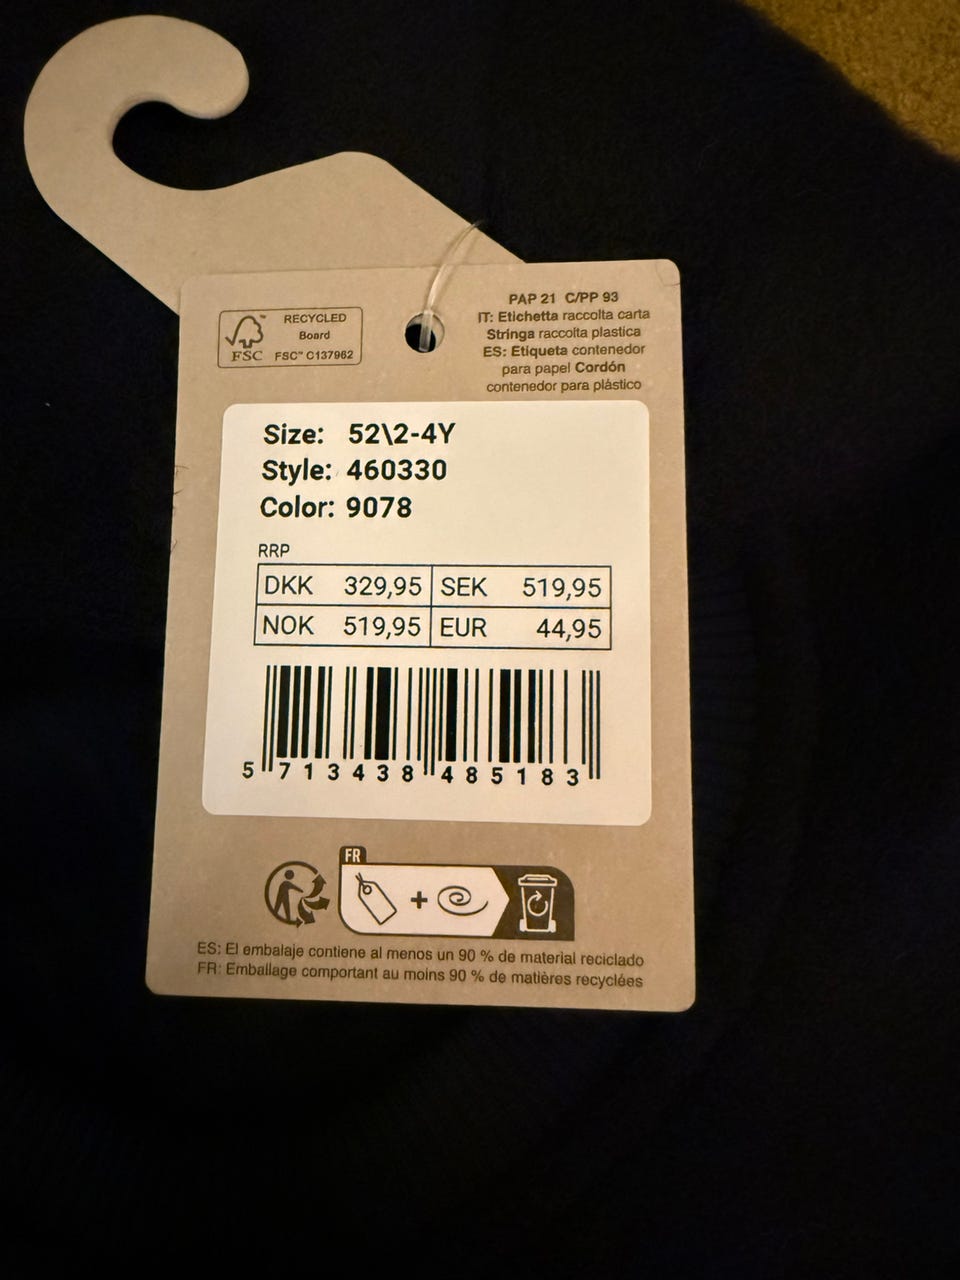 RECYCLED
Board
FSC
FSC™ C137962
PAP 21 C/PP 93
IT: Etichetta raccolta carta
Stringa raccolta plastica
ES: Etiqueta contenedor
para papel Cordón
contenedor para plástico
Size: 52\2-4Y
Style: 460330
Color: 9078
RRP
DKK 329,95 SEK 519,95
NOK 519,95 EUR 44,95
5 713438 485183
FR
+
ES: El embalaje contiene al menos un 90 % de material reciclado
FR: Emballage comportant au moins 90 % de matières recyclées